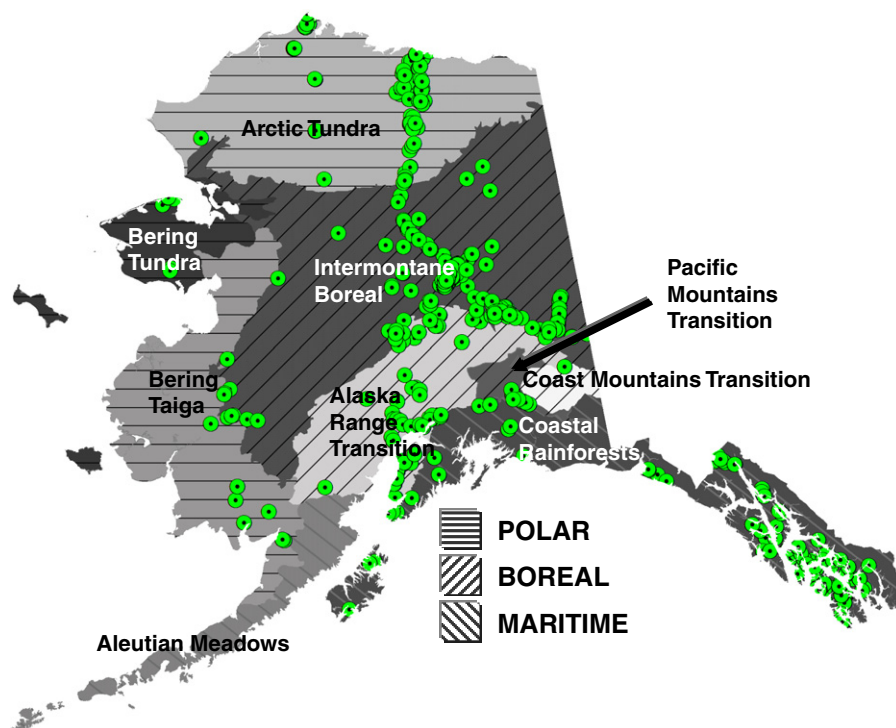 Arctic Tundra
Bering
Tundra
Intermontane
Boreal
Pacific
Mountains
Transition
Bering
Taiga
Alaska
Range
Transition
Coast Mountains Transition
Coastal
Rainforests
POLAR
BOREAL
MARITIME
Aleutian Meadows